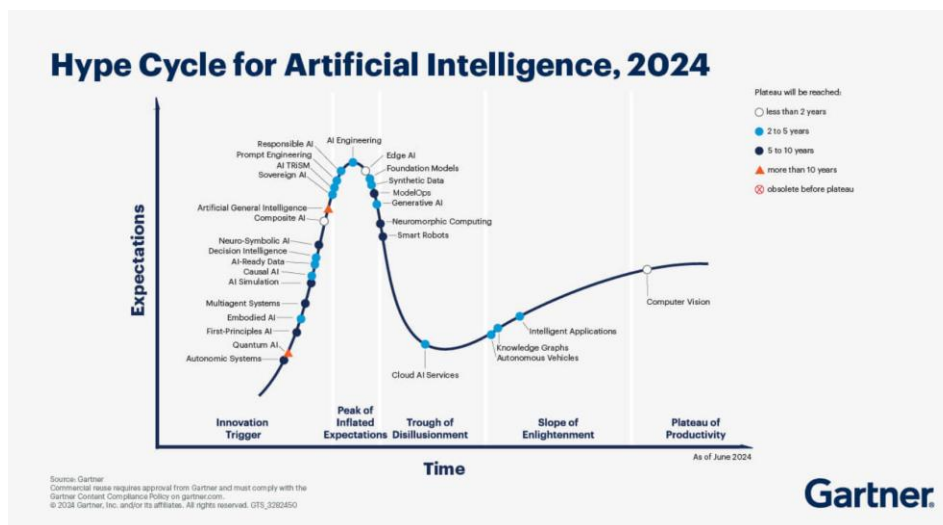 Hype Cycle for Artificial Intelligence, 2024
Plateau will be reached:
less than 2 years
2 to 5 years
5 to 10 years
more than 10 years
obsolete before plateau
Expectations
AI Engineering
Responsible AI
Prompt Engineering
AI TRiSM
Sovereign AI
Artificial General Intelligence
Composite AI
Neuro-Symbolic AI
Decision Intelligence
AI-Ready Data
Causal AI
AI Simulation
Multiagent Systems
Embodied AI
First-Principles AI
Quantum AI
Autonomic Systems
Edge AI
Foundation Models
Synthetic Data
ModelOps
Generative AI
Neuromorphic Computing
Smart Robots
Cloud AI Services
Autonomous Vehicles
Knowledge Graphs
Intelligent Applications
Computer Vision
Innovation
Trigger
Peak of
Inflated
Expectations
Trough of
Disillusionment
Slope of
Enlightenment
Plateau of
Productivity
Time
As of June 2024
Source: Gartner
Commercial reuse requires approval from Gartner and must comply with the
Gartner Content Compliance Policy on gartner.com.
© 2024 Gartner, Inc. and/or its affiliates. All rights reserved. GTS_3282450
Gartner.